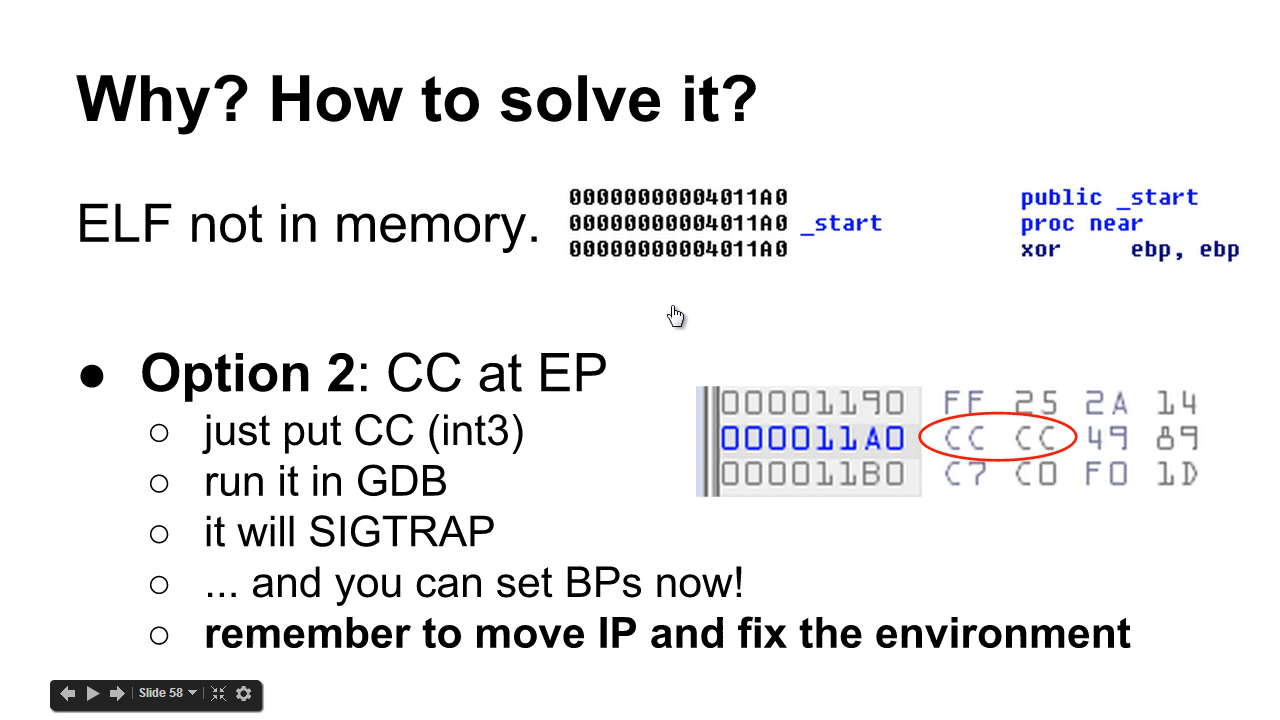 Why? How to solve it?
ELF not in memory.
00000000004011A0 public _start
00000000004011A0 _start proc near
00000000004011A0 xor ebp, ebp
● Option 2: CC at EP
○ just put CC (int3)
○ run it in GDB
○ it will SIGTRAP
○ ... and you can set BPs now!
○ remember to move IP and fix the environment
00001190 FF 25 2A 14
000011A0 CC CC 49 89
000011B0 C7 C0 F0 1D
Slide 58